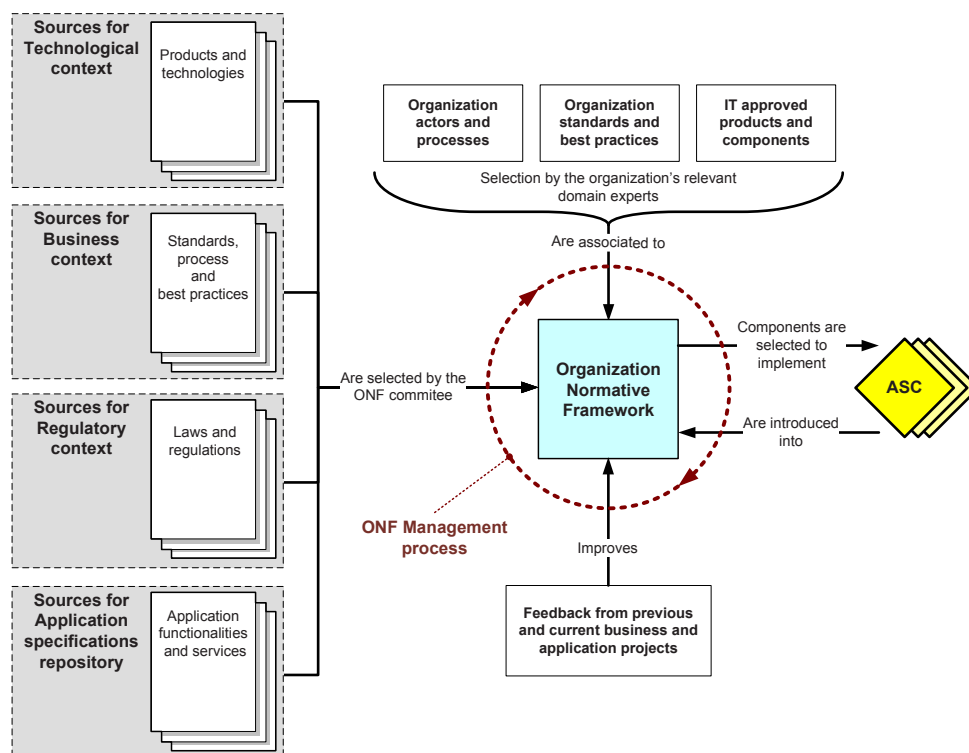 Sources for
Technological
context
Products and
technologies
Sources for
Business
context
Standards,
process
and
best practices
Sources for
Regulatory
context
Laws and
regulations
Sources for
Application
specifications
repository
Application
functionalities
and services
Are selected by the
ONF commitee
Organization
actors and
processes
Organization
standards and
best practices
IT approved
products and
components
Selection by the organization's relevant
domain experts
Are associated to
Organization
Normative
Framework
Components are
selected to
implement
ASC
Are introduced
into
ONF Management
process
Improves
Feedback from previous
and current business and
application projects